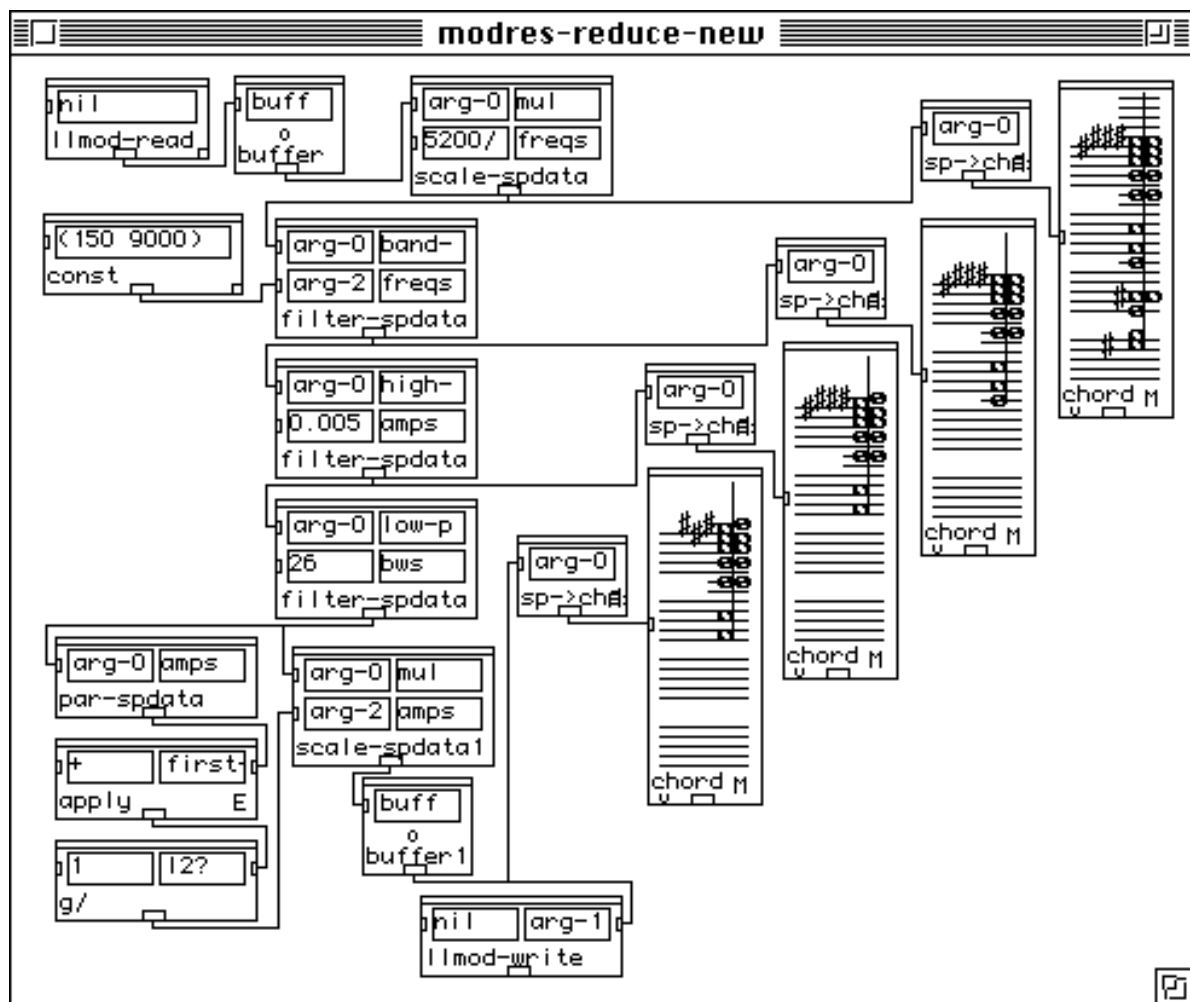 modres-reduce-new
nil
llmod-read
buff
o
buffer
arg-0 mul
5200/ freqs
scale-spdata
arg-0
sp->ch
(150 9000)
const
arg-0 band-
arg-2 freqs
filter-spdata
arg-0
sp->ch
arg-0 high-
0.005 amps
filter-spdata
arg-0
sp->ch
chord M
v
arg-0 low-p
26 bws
filter-spdata
arg-0
sp->ch
chord M
v
arg-0 amps
par-spdata
arg-0 mul
arg-2 amps
scale-spdata1
chord M
v
+ first-
apply E
buff
o
buffer1
chord M
v
1 l2?
g/
nil arg-1
llmod-write